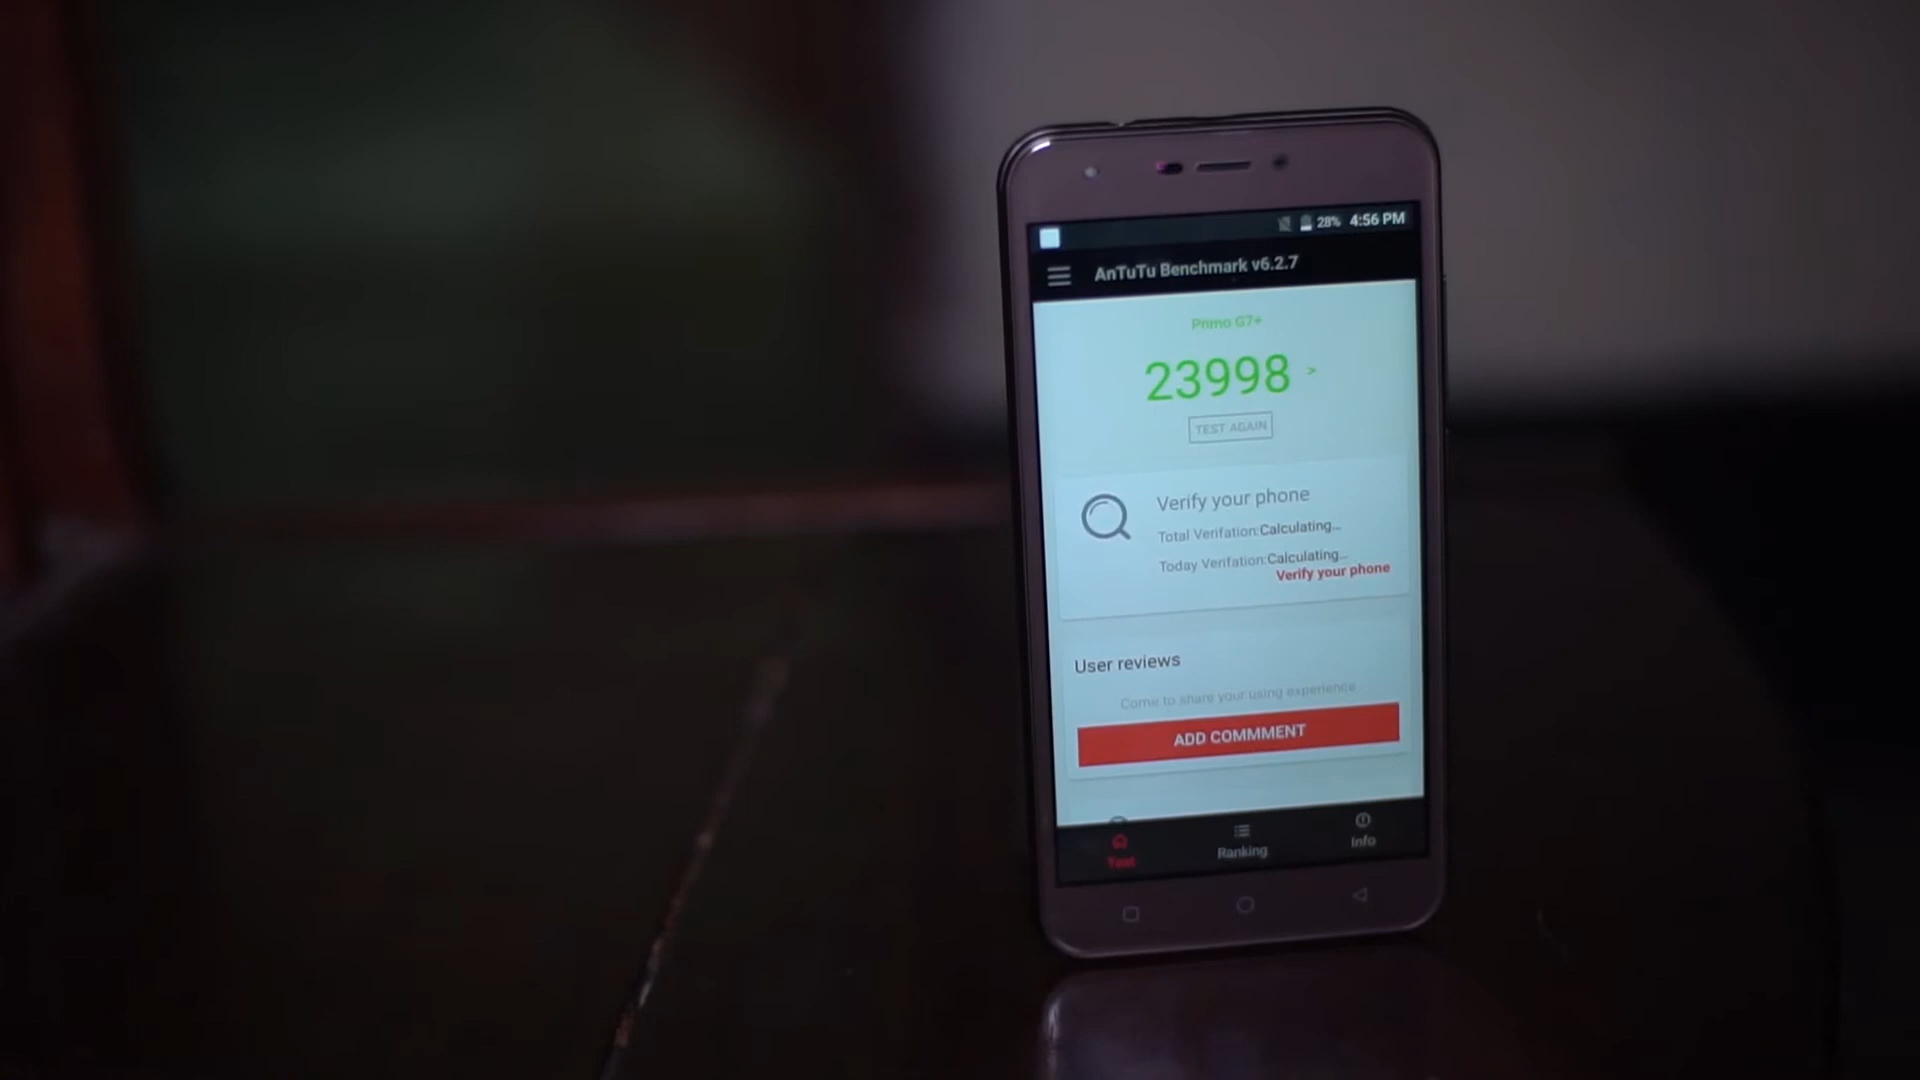 28% 4:56 PM
AnTuTu Benchmark v6.2.7
Primo G7+
23998 >
TEST AGAIN
Verify your phone
Total Verifation:Calculating...
Today Verifation:Calculating...
Verify your phone
User reviews
Come to share your using experience
ADD COMMMENT
Test
Ranking
Info